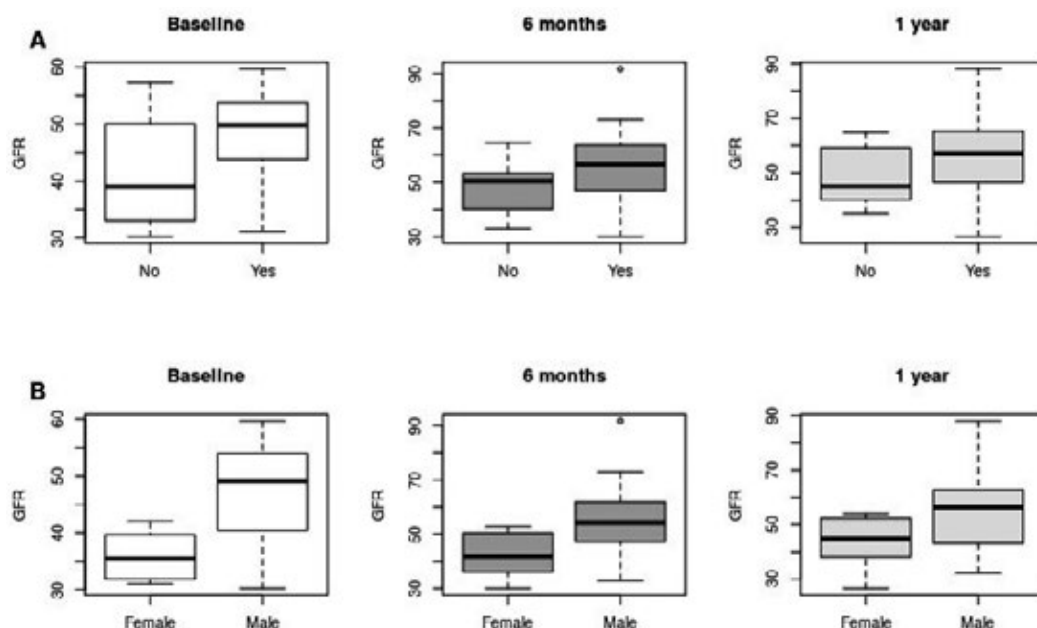 A
Baseline
6 months
1 year
GFR
60
50
40
30
No
Yes
GFR
90
70
50
30
No
Yes
GFR
90
70
50
30
No
Yes
B
Baseline
6 months
1 year
GFR
60
50
40
30
Female
Male
GFR
90
70
50
30
Female
Male
GFR
90
70
50
30
Female
Male